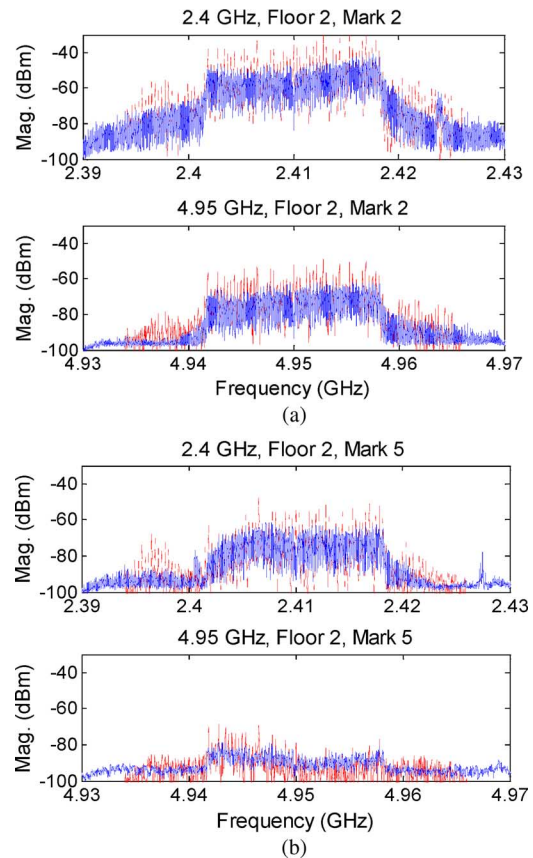 2.4 GHz, Floor 2, Mark 2
Mag. (dBm)
-40
-60
-80
-100
2.39 2.4 2.41 2.42 2.43
4.95 GHz, Floor 2, Mark 2
Mag. (dBm)
-40
-60
-80
-100
4.93 4.94 4.95 4.96 4.97
Frequency (GHz)
(a)
2.4 GHz, Floor 2, Mark 5
Mag. (dBm)
-40
-60
-80
-100
2.39 2.4 2.41 2.42 2.43
4.95 GHz, Floor 2, Mark 5
Mag. (dBm)
-40
-60
-80
-100
4.93 4.94 4.95 4.96 4.97
Frequency (GHz)
(b)